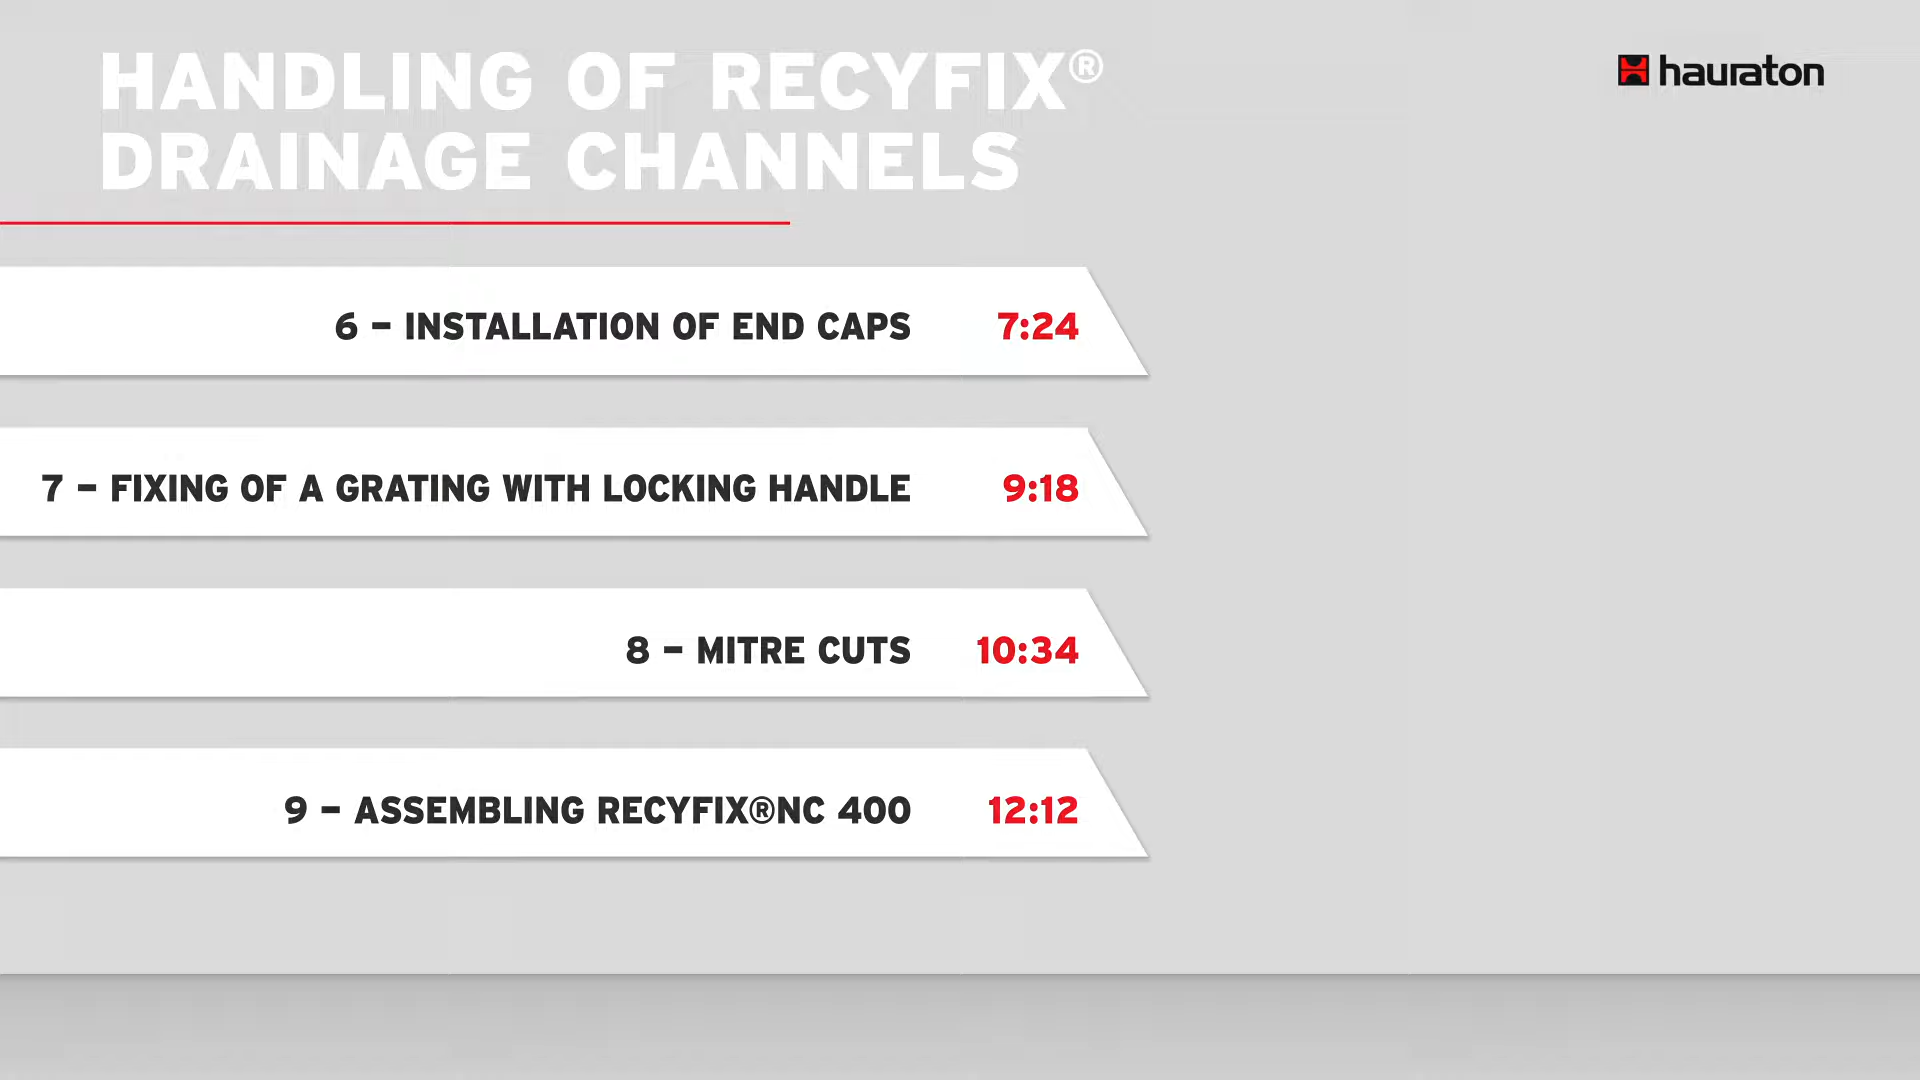 HANDLING OF RECYFIX®
DRAINAGE CHANNELS
hauraton
6 – INSTALLATION OF END CAPS 7:24
7 – FIXING OF A GRATING WITH LOCKING HANDLE 9:18
8 – MITRE CUTS 10:34
9 – ASSEMBLING RECYFIX®NC 400 12:12